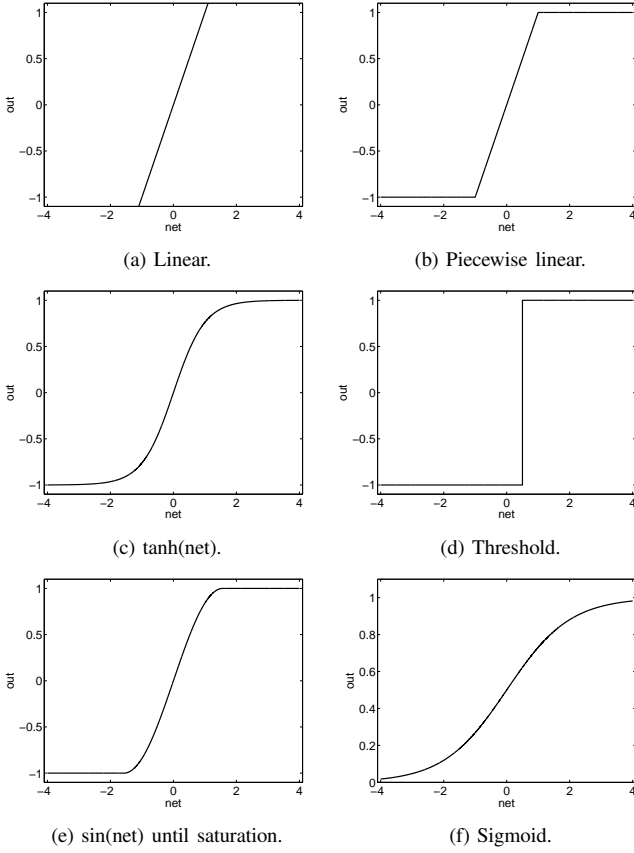 1
0.5
0
−0.5
−1
out
−4 −2 0 2 4
net
(a) Linear.
1
0.5
0
−0.5
−1
out
−4 −2 0 2 4
net
(b) Piecewise linear.
1
0.5
0
−0.5
−1
out
−4 −2 0 2 4
net
(c) tanh(net).
1
0.5
0
−0.5
−1
out
−4 −2 0 2 4
net
(d) Threshold.
1
0.5
0
−0.5
−1
out
−4 −2 0 2 4
net
(e) sin(net) until saturation.
1
0.8
0.6
0.4
0.2
0
out
−4 −2 0 2 4
net
(f) Sigmoid.